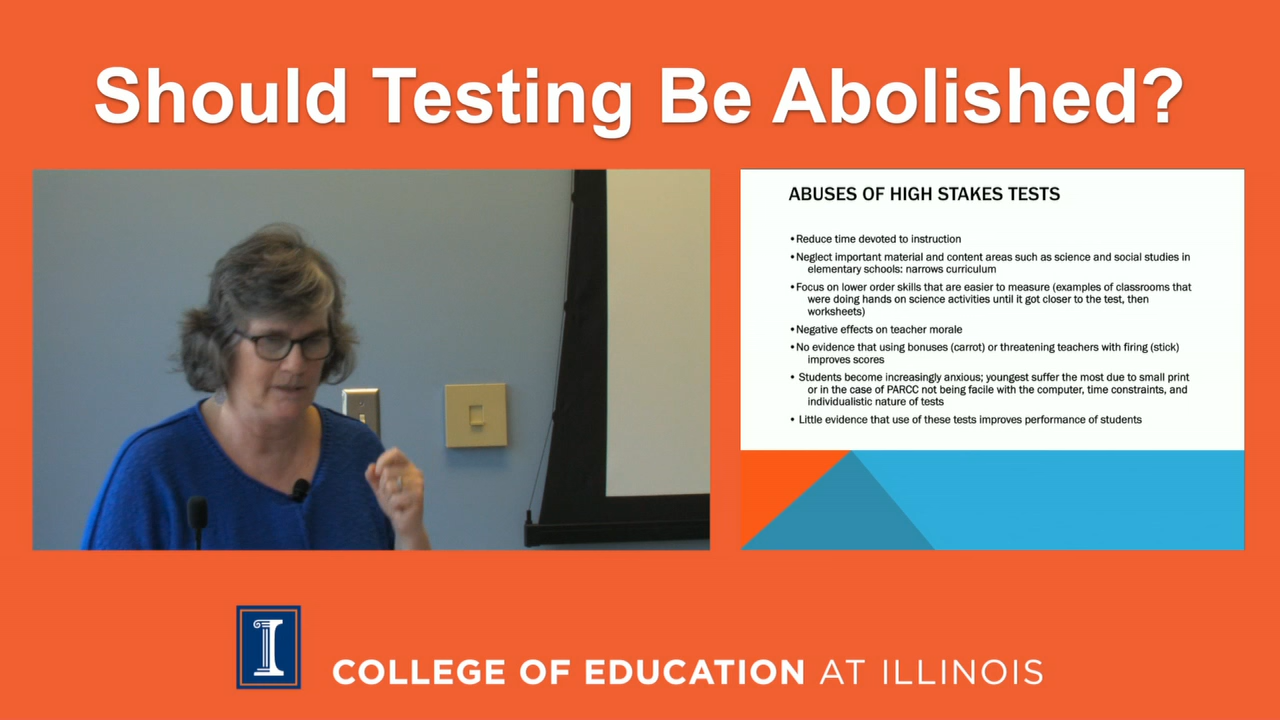 Should Testing Be Abolished?
ABUSES OF HIGH STAKES TESTS
•Reduce time devoted to instruction
•Neglect important material and content areas such as science and social studies in
elementary schools: narrows curriculum
•Focus on lower order skills that are easier to measure (examples of classrooms that
were doing hands on science activities until it got closer to the test, then
worksheets)
•Negative effects on teacher morale
•No evidence that using bonuses (carrot) or threatening teachers with firing (stick)
improves scores
• Students become increasingly anxious; youngest suffer the most due to small print
or in the case of PARCC not being facile with the computer, time constraints, and
individualistic nature of tests
• Little evidence that use of these tests improves performance of students
I
COLLEGE OF EDUCATION AT ILLINOIS